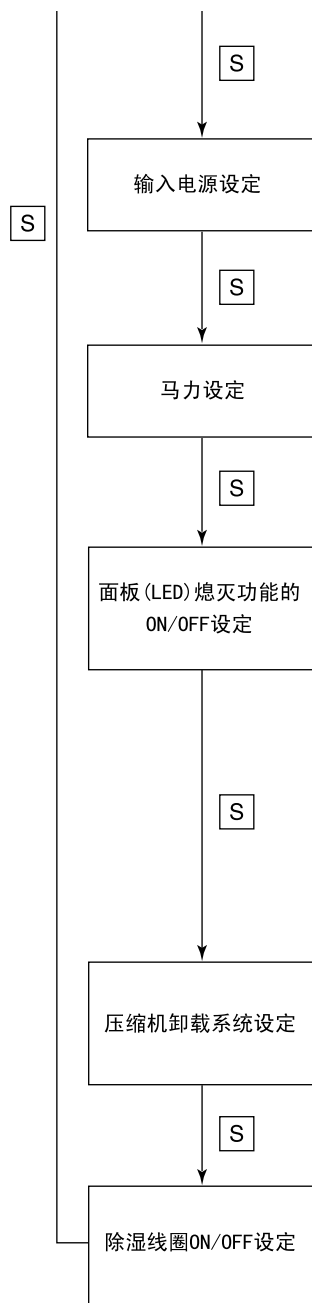 S
输入电源设定
S
S
马力设定
S
面板(LED)熄灭功能的
ON/OFF设定
S
压缩机卸载系统设定
S
除湿线圈ON/OFF设定